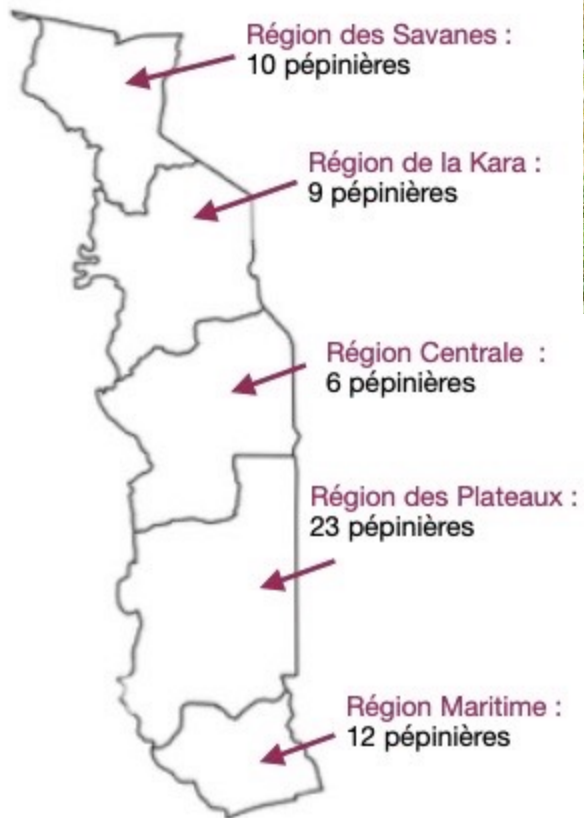 Région des Savanes :
10 pépinières
Région de la Kara :
9 pépinières
Région Centrale :
6 pépinières
Région des Plateaux :
23 pépinières
Région Maritime :
12 pépinières